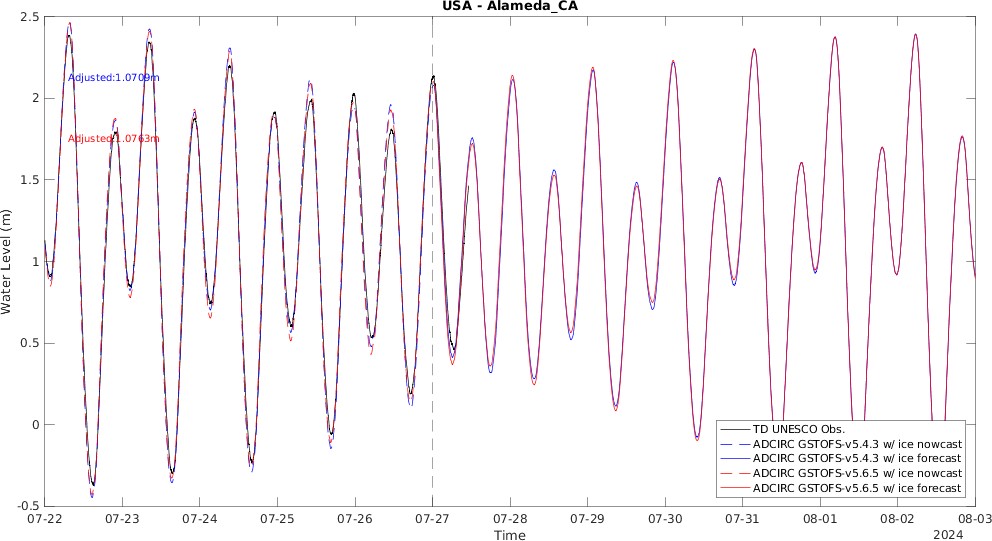 USA - Alameda_CA
2.5
2
1.5
1
0.5
0
-0.5
Water Level (m)
Adjusted:1.0709m
Adjusted:1.0763m
TD UNESCO Obs.
ADCIRC GSTOFS-v5.4.3 w/ ice nowcast
ADCIRC GSTOFS-v5.4.3 w/ ice forecast
ADCIRC GSTOFS-v5.6.5 w/ ice nowcast
ADCIRC GSTOFS-v5.6.5 w/ ice forecast
07-22 07-23 07-24 07-25 07-26 07-27 07-28 07-29 07-30 07-31 08-01 08-02 08-03
Time
2024